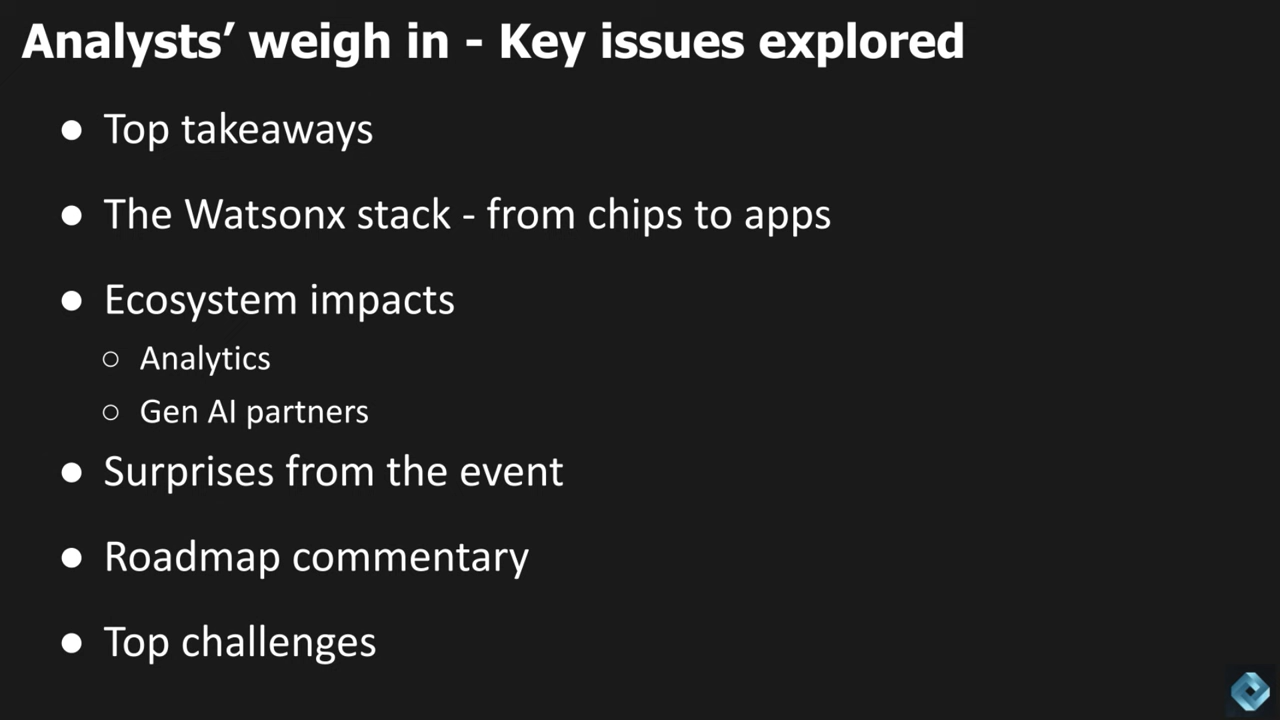 Analysts’ weigh in - Key issues explored
● Top takeaways
● The Watsonx stack - from chips to apps
● Ecosystem impacts
○ Analytics
○ Gen AI partners
● Surprises from the event
● Roadmap commentary
● Top challenges